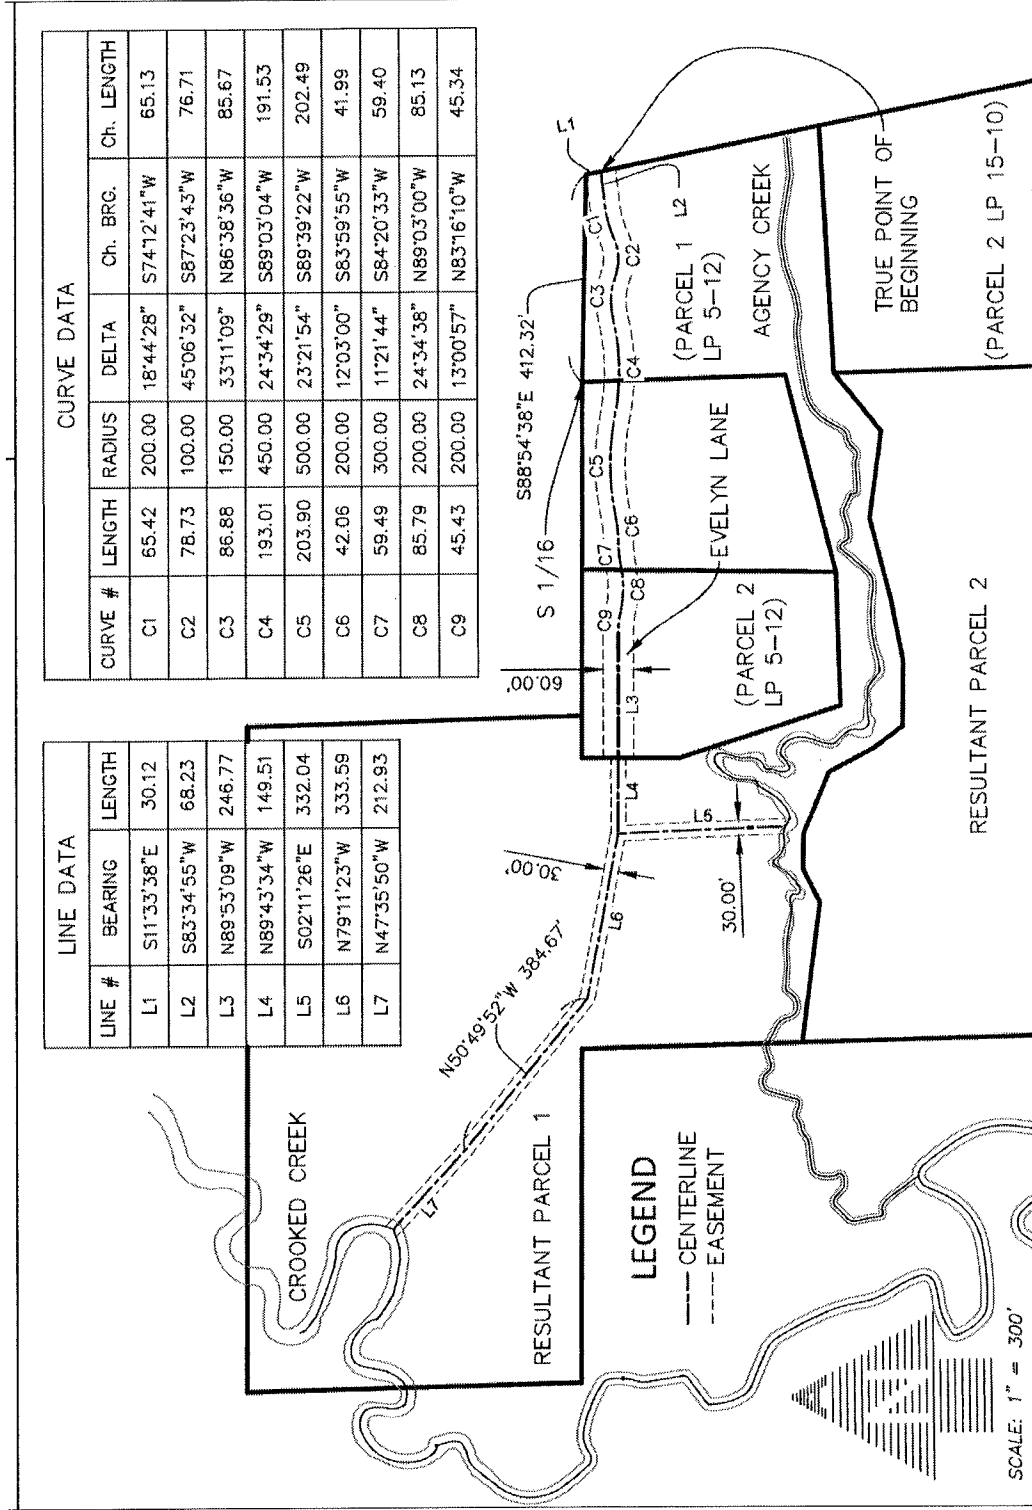 LINE DATA
LINE # BEARING LENGTH
L1 S11°33'38"E 30.12
L2 S83°34'55"W 68.23
L3 N89°53'09"W 246.77
L4 N89°43'34"W 149.51
L5 S02°11'26"E 332.04
L6 N79°11'23"W 333.59
L7 N47°35'50"W 212.93
CURVE DATA
CURVE # LENGTH RADIUS DELTA Ch. BRG. Ch. LENGTH
C1 65.42 200.00 18°44'28" S74°12'41"W 65.13
C2 78.73 100.00 45°06'32" S87°23'43"W 76.71
C3 86.88 150.00 33°11'09" N86°38'36"W 85.67
C4 193.01 450.00 24°34'29" S89°03'04"W 191.53
C5 203.90 500.00 23°21'54" S89°39'22"W 202.49
C6 42.06 200.00 12°03'00" S83°59'55"W 41.99
C7 59.49 300.00 11°21'44" S84°20'33"W 59.40
C8 85.79 200.00 24°34'38" N89°03'00"W 85.13
C9 45.43 200.00 13°00'57" N83°16'10"W 45.34
CROOKED CREEK
L7
N50°49'52"W 384.67'
RESULTANT PARCEL 1
30.00'
L6
L4
L6
30.00'
60.00'
S 1/16
S88°54'38"E 412.32'
L1
C9
C7
C5
C3
C1
L3
C8
C6
C4
C2
L2
EVELYN LANE
(PARCEL 2
LP 5-12)
(PARCEL 1
LP 5-12)
AGENCY CREEK
TRUE POINT OF
BEGINNING
(PARCEL 2 LP 15-10)
RESULTANT PARCEL 2
LEGEND
CENTERLINE
EASEMENT
N
SCALE: 1" = 300'